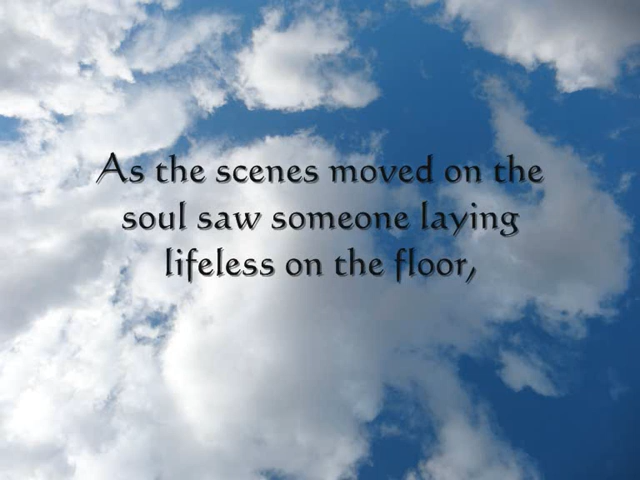 As the scenes moved on the
soul saw someone laying
lifeless on the floor,